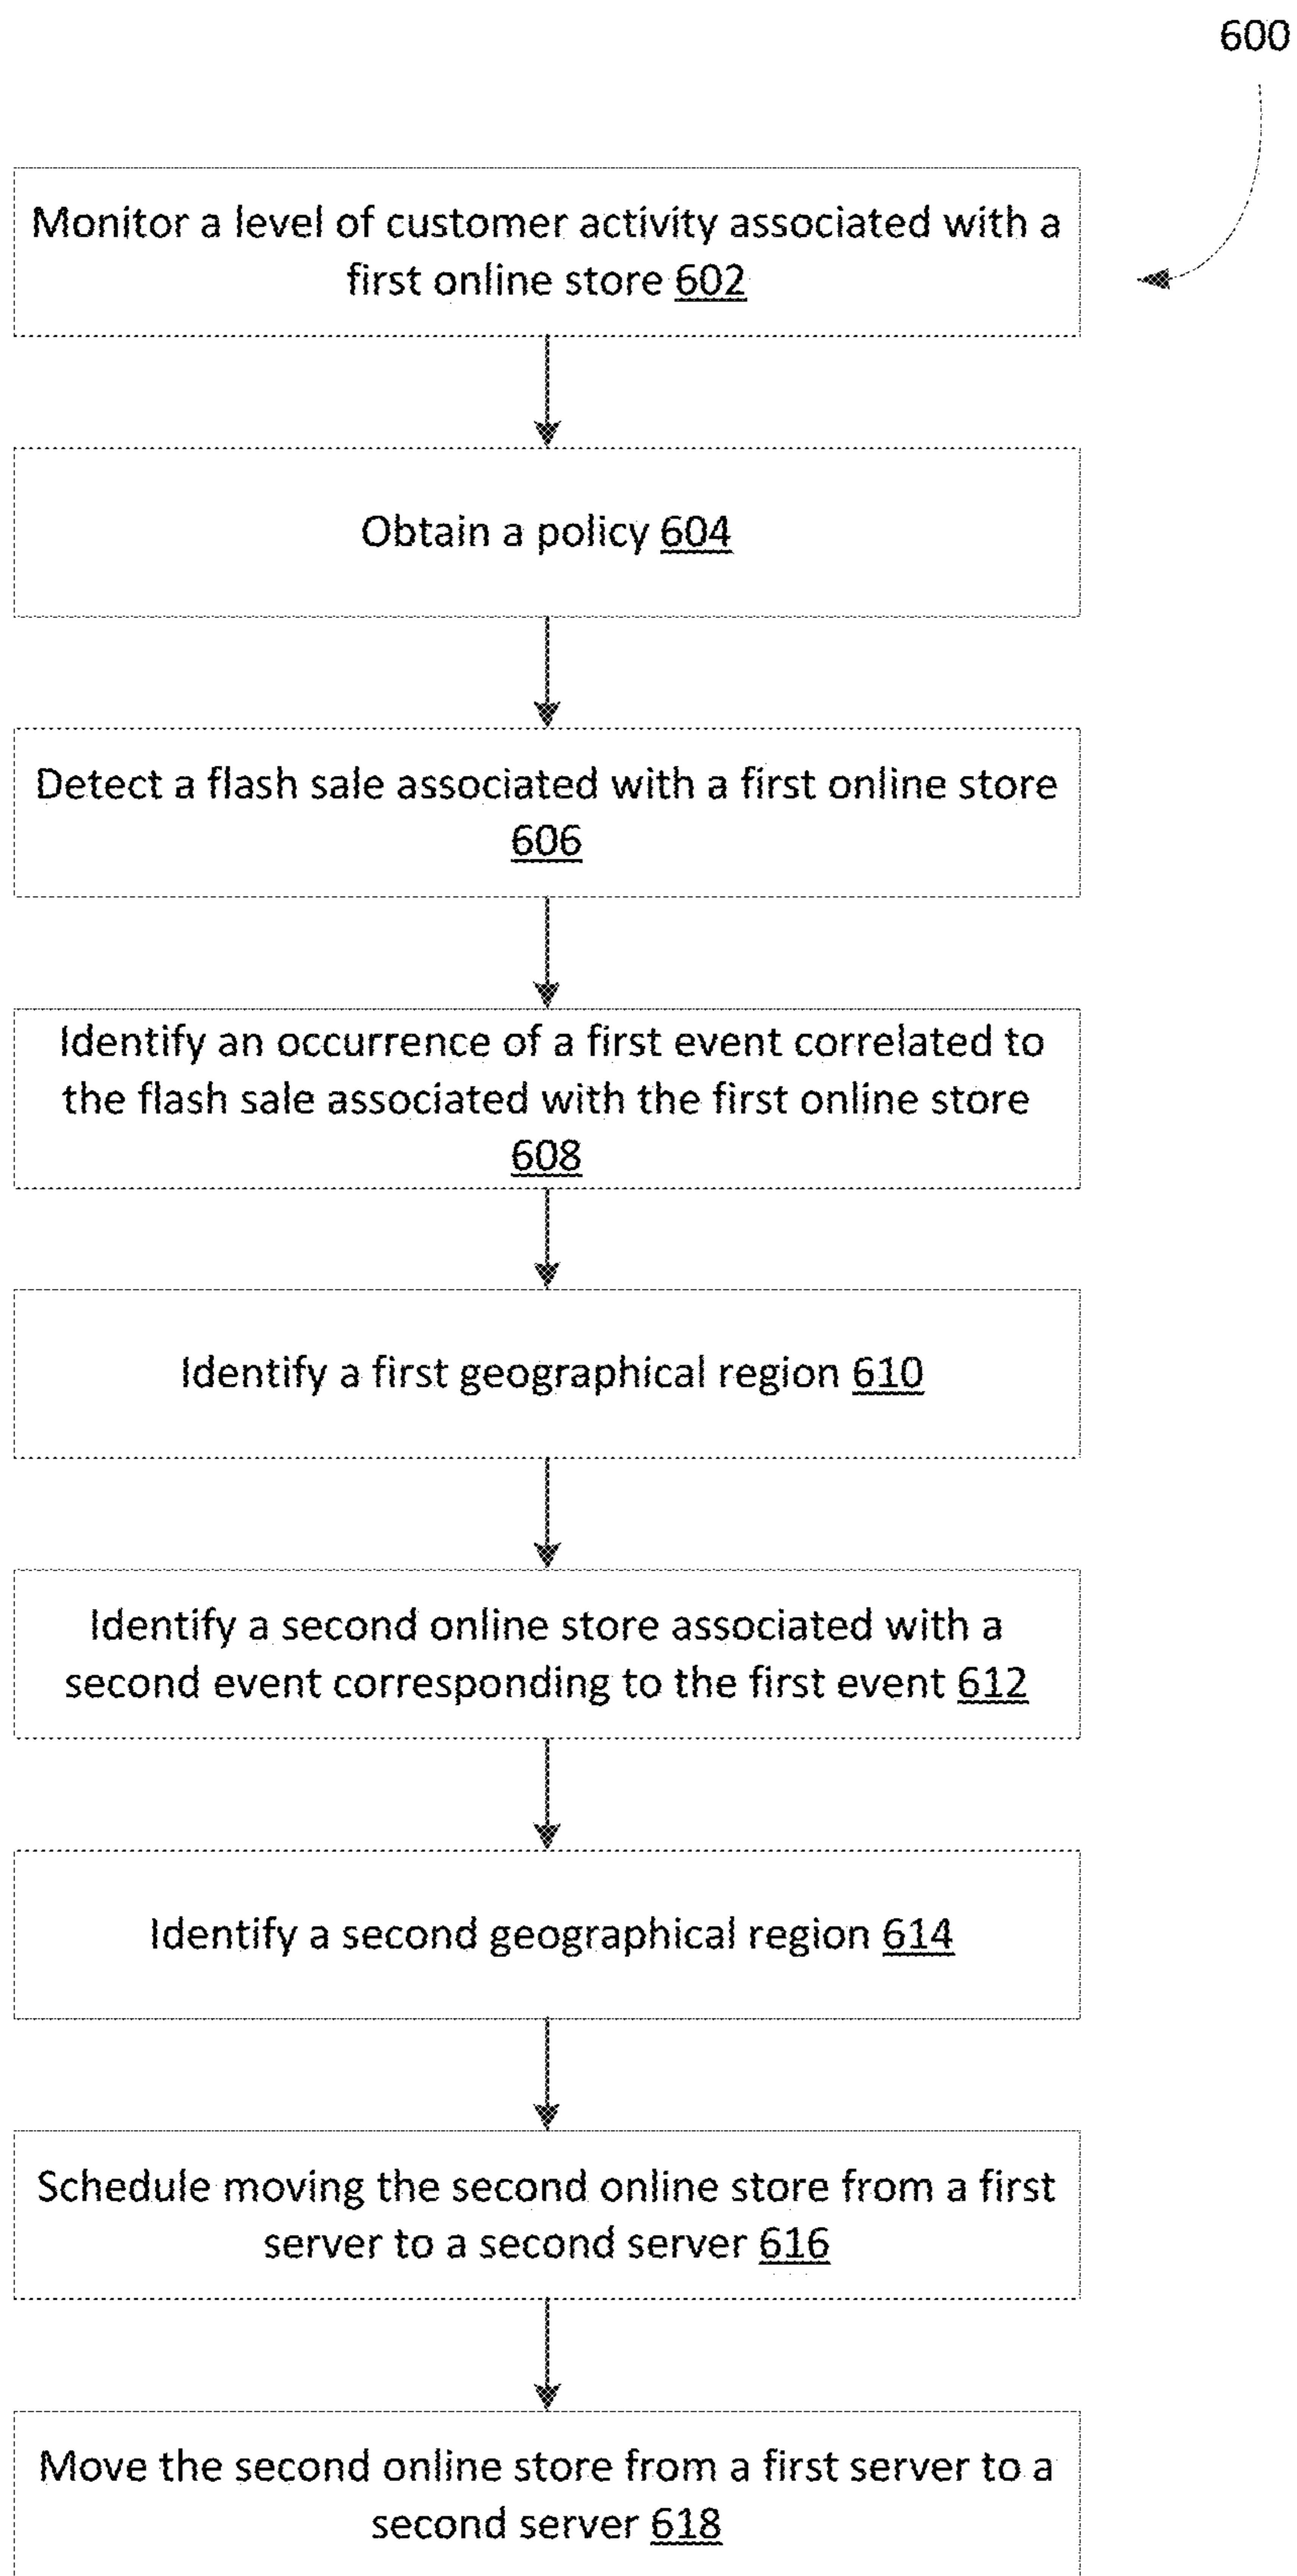 600
Monitor a level of customer activity associated with a
first online store 602
Obtain a policy 604
Detect a flash sale associated with a first online store
606
Identify an occurrence of a first event correlated to
the flash sale associated with the first online store
608
Identify a first geographical region 610
Identify a second online store associated with a
second event corresponding to the first event 612
Identify a second geographical region 614
Schedule moving the second online store from a first
server to a second server 616
Move the second online store from a first server to a
second server 618